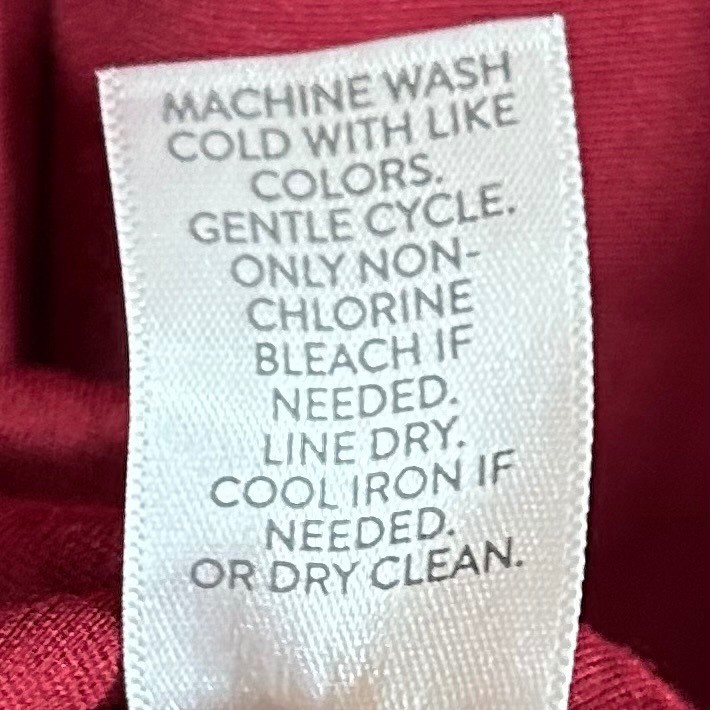 MACHINE WASH
COLD WITH LIKE
COLORS.
GENTLE CYCLE.
ONLY NON-
CHLORINE
BLEACH IF
NEEDED.
LINE DRY.
COOL IRON IF
NEEDED.
OR DRY CLEAN.